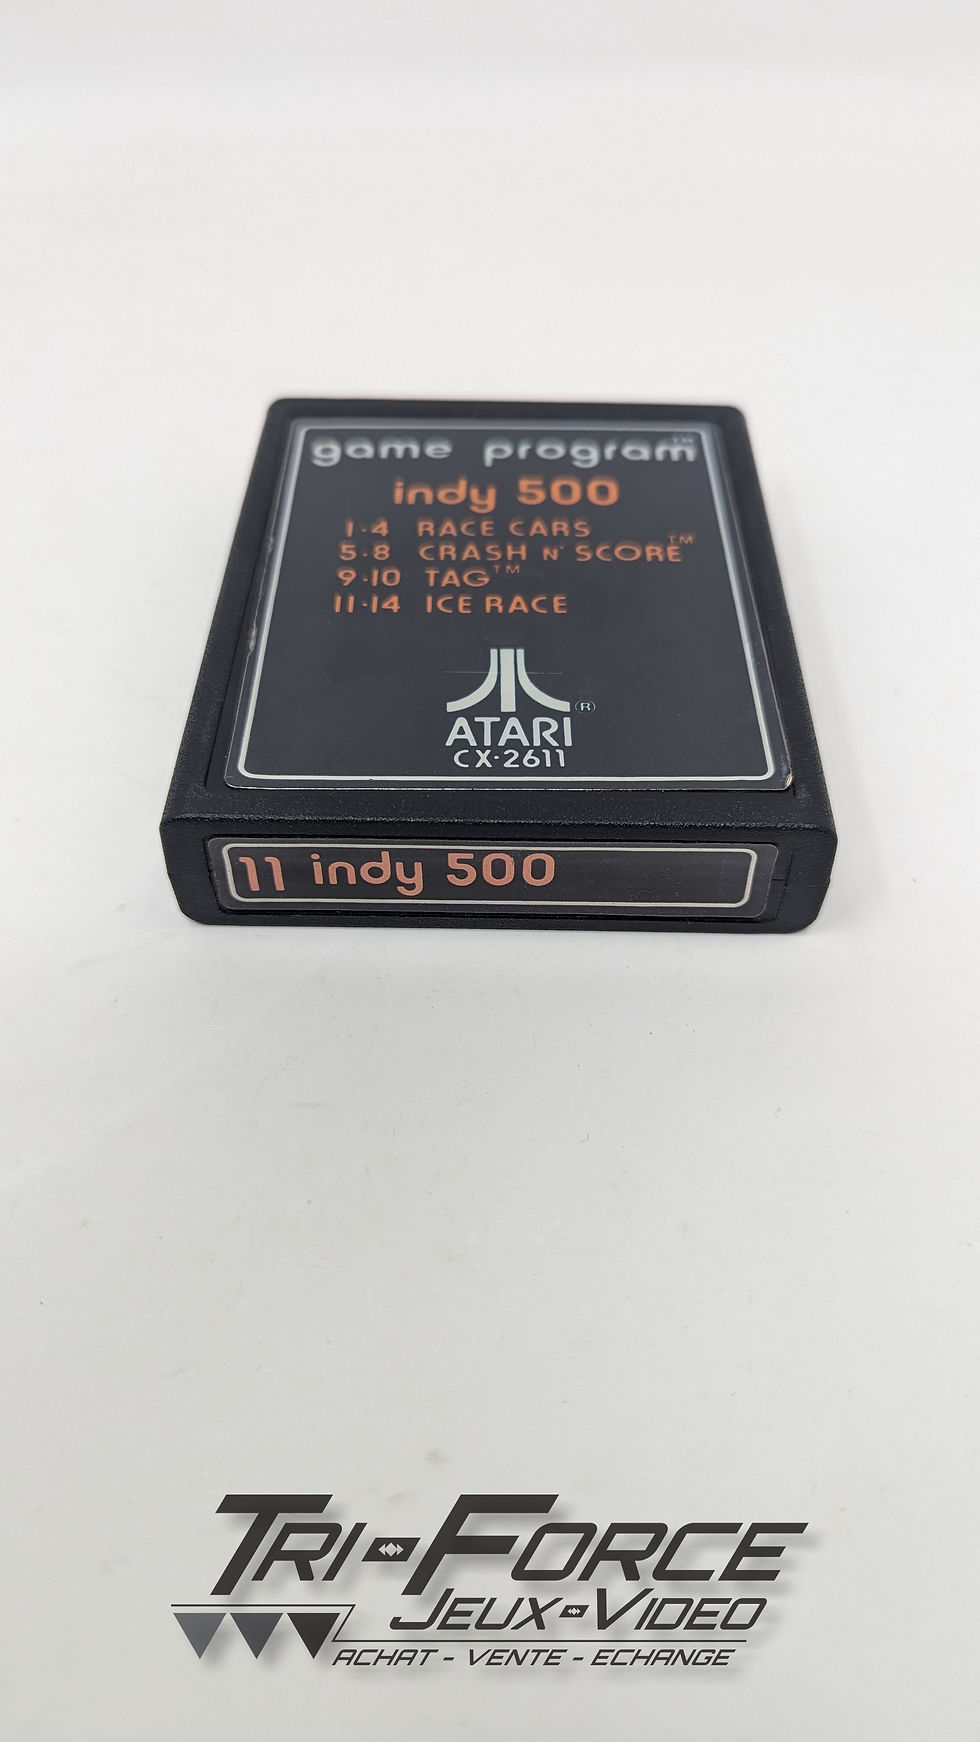 game program™
indy 500
1-4 RACE CARS
5-8 CRASH N' SCORE™
9-10 TAG™
11-14 ICE RACE
ATARI®
CX-2611
11 indy 500
TRI-FORCE
JEUX-VIDEO
ACHAT - VENTE - ECHANGE